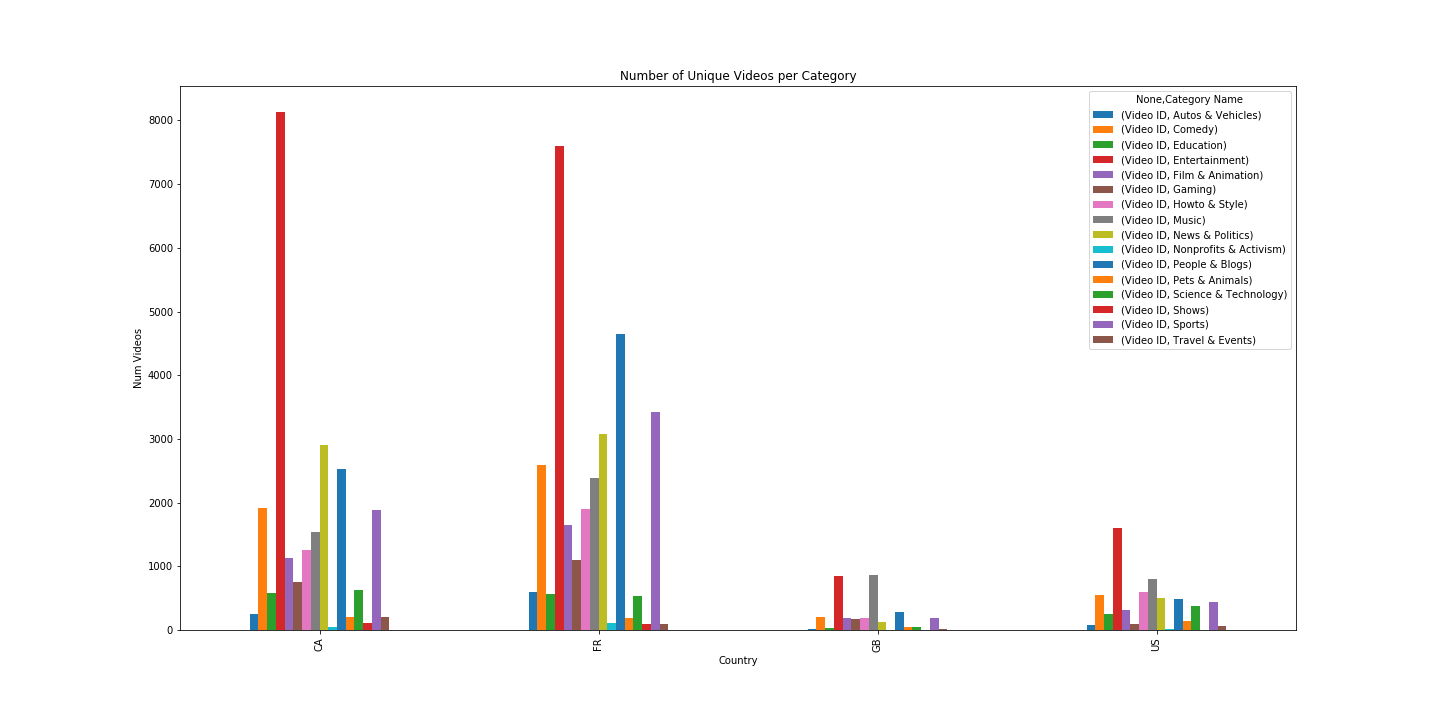 Number of Unique Videos per Category
None,Category Name
(Video ID, Autos & Vehicles)
(Video ID, Comedy)
(Video ID, Education)
(Video ID, Entertainment)
(Video ID, Film & Animation)
(Video ID, Gaming)
(Video ID, Howto & Style)
(Video ID, Music)
(Video ID, News & Politics)
(Video ID, Nonprofits & Activism)
(Video ID, People & Blogs)
(Video ID, Pets & Animals)
(Video ID, Science & Technology)
(Video ID, Shows)
(Video ID, Sports)
(Video ID, Travel & Events)
Num Videos
8000
7000
6000
5000
4000
3000
2000
1000
0
CA
FR
GB
US
Country